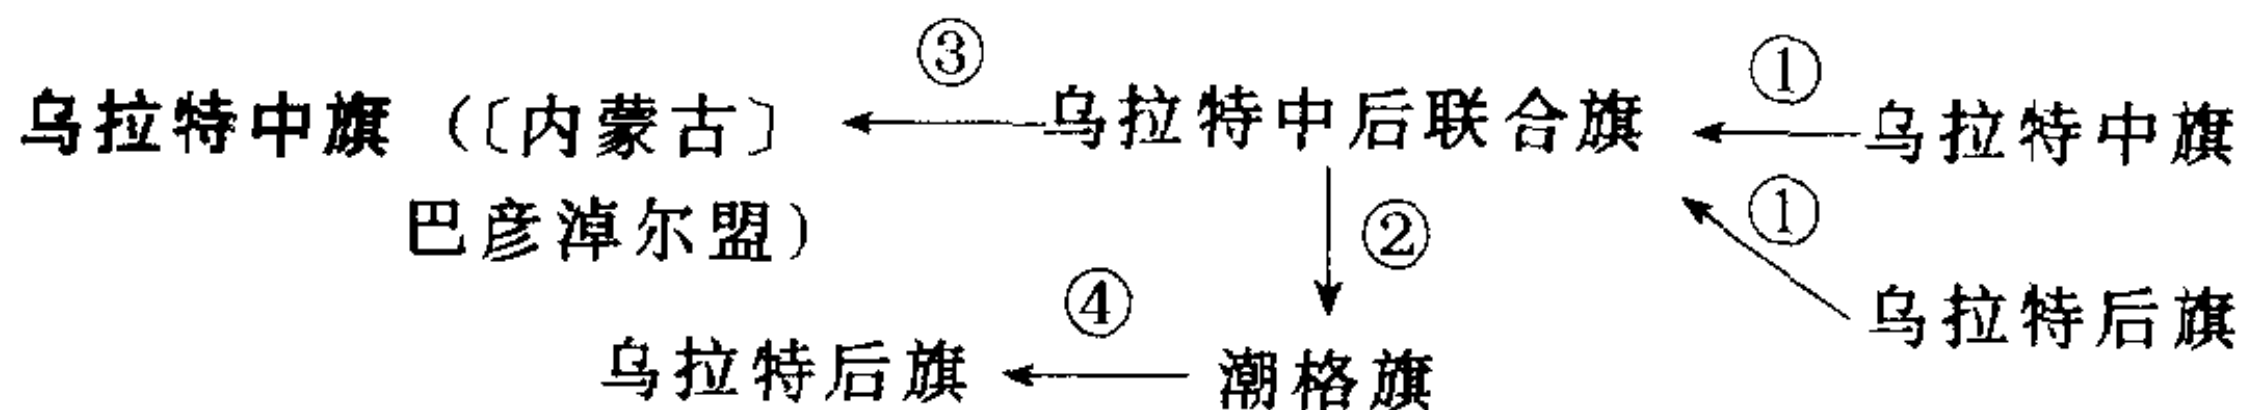 ③ ①
乌拉特中旗（〔内蒙古〕 乌拉特中后联合旗 乌拉特中旗
巴彦淖尔盟） ② ①
④ 乌拉特后旗
乌拉特后旗 潮格旗